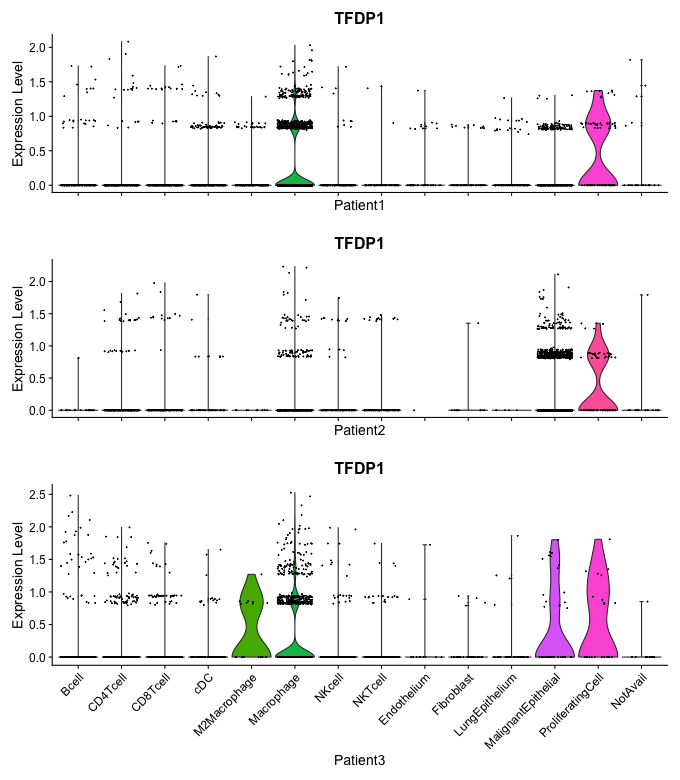 TFDP1
Expression Level
2.0
1.5
1.0
0.5
0.0
Patient1
TFDP1
Expression Level
2.0
1.5
1.0
0.5
0.0
Patient2
TFDP1
Expression Level
2.5
2.0
1.5
1.0
0.5
0.0
Bcell
CD4Tcell
CD8Tcell
cDC
M2Macrophage
Macrophage
NKcell
NKTcell
Endothelium
Fibroblast
LungEpithelium
MalignantEpithelial
ProliferatingCell
NotAvail
Patient3